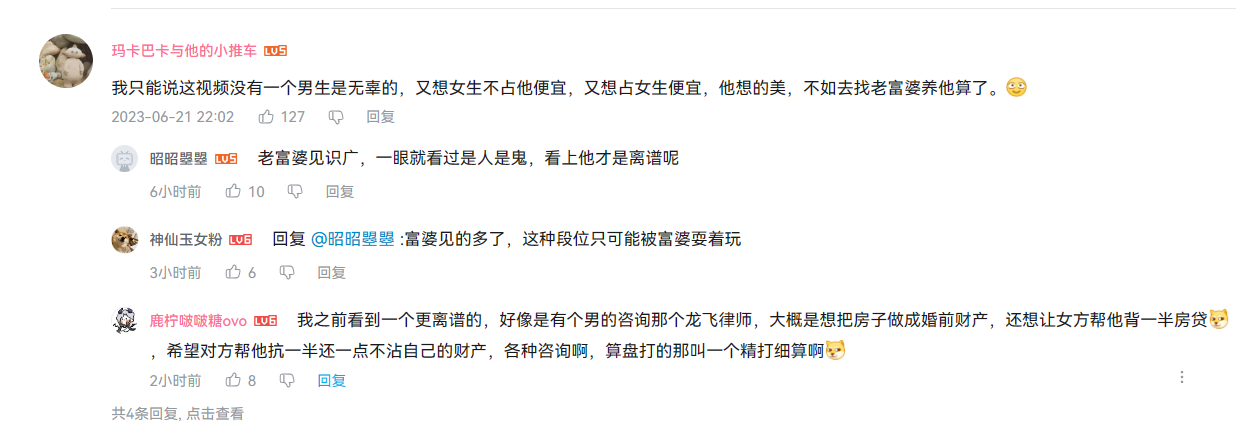 玛卡巴卡与他的小推车 LV5
我只能说这视频没有一个男生是无辜的，又想女生不占他便宜，又想占女生便宜，他想的美，不如去找老富婆养他算了。
2023-06-21 22:02 127 回复
昭昭曌曌 LV5 老富婆见识广，一眼就看过是人是鬼，看上他才是离谱呢
6小时前 10 回复
神仙玉女粉 LV6 回复 @昭昭曌曌 :富婆见的多了，这种段位只可能被富婆耍着玩
3小时前 6 回复
鹿柠啵啵糖ovo LV6 我之前看到一个更离谱的，好像是有个男的咨询那个龙飞律师，大概是想把房子做成婚前财产，还想让女方帮他背一半房贷
，希望对方帮他抗一半还一点不沾自己的财产，各种咨询啊，算盘打的那叫一个精打细算啊
2小时前 8 回复
共4条回复, 点击查看